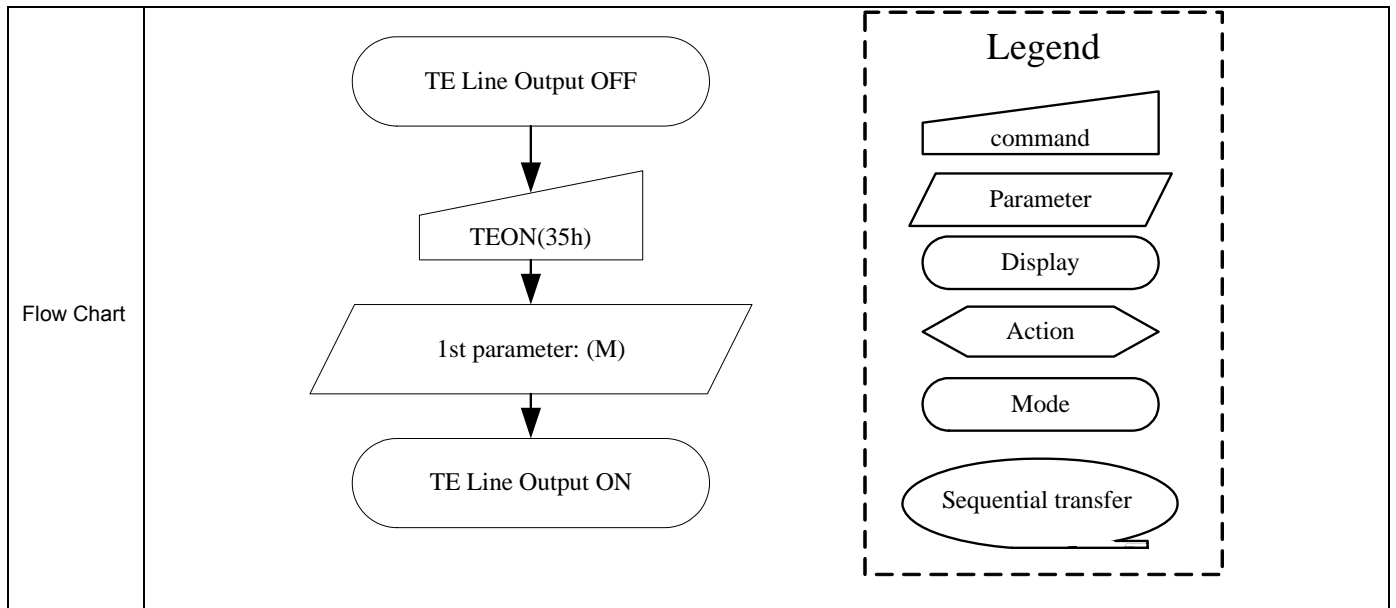 Flow Chart
TE Line Output OFF
TEON(35h)
1st parameter: (M)
TE Line Output ON
Legend
command
Parameter
Display
Action
Mode
Sequential transfer